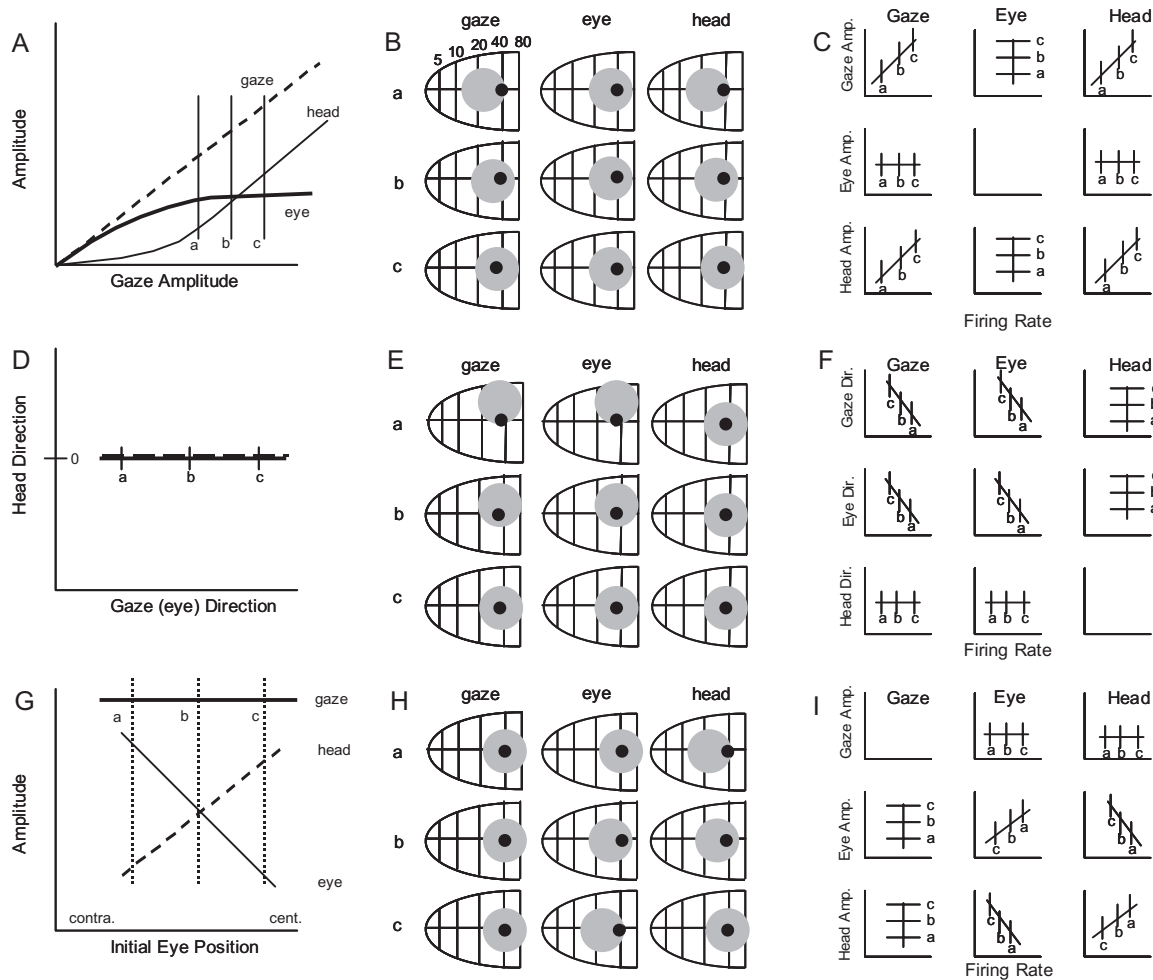 A
Amplitude
gaze
head
eye
a b c
Gaze Amplitude
B
gaze eye head
5 10 20 40 80
a
b
c
C
Gaze Eye Head
Gaze Amp.
a b c
c
b
a
a b c
Eye Amp.
a b c
a b c
Head Amp.
a b c
c
b
a
a b c
Firing Rate
D
Head Direction
0
a b c
Gaze (eye) Direction
E
gaze eye head
a
b
c
F
Gaze Eye Head
Gaze Dir.
c b a
c b a
b
a
Eye Dir.
c b a
c b a
b
a
Head Dir.
a b c
a b c
Firing Rate
G
Amplitude
gaze
a b c
head
eye
contra. cent.
Initial Eye Position
H
gaze eye head
a
b
c
I
Gaze Eye Head
Gaze Amp.
a b c
a b c
Eye Amp.
c
b
a
c b a
c b a
Head Amp.
c
b
a
c b a
c b a
Firing Rate